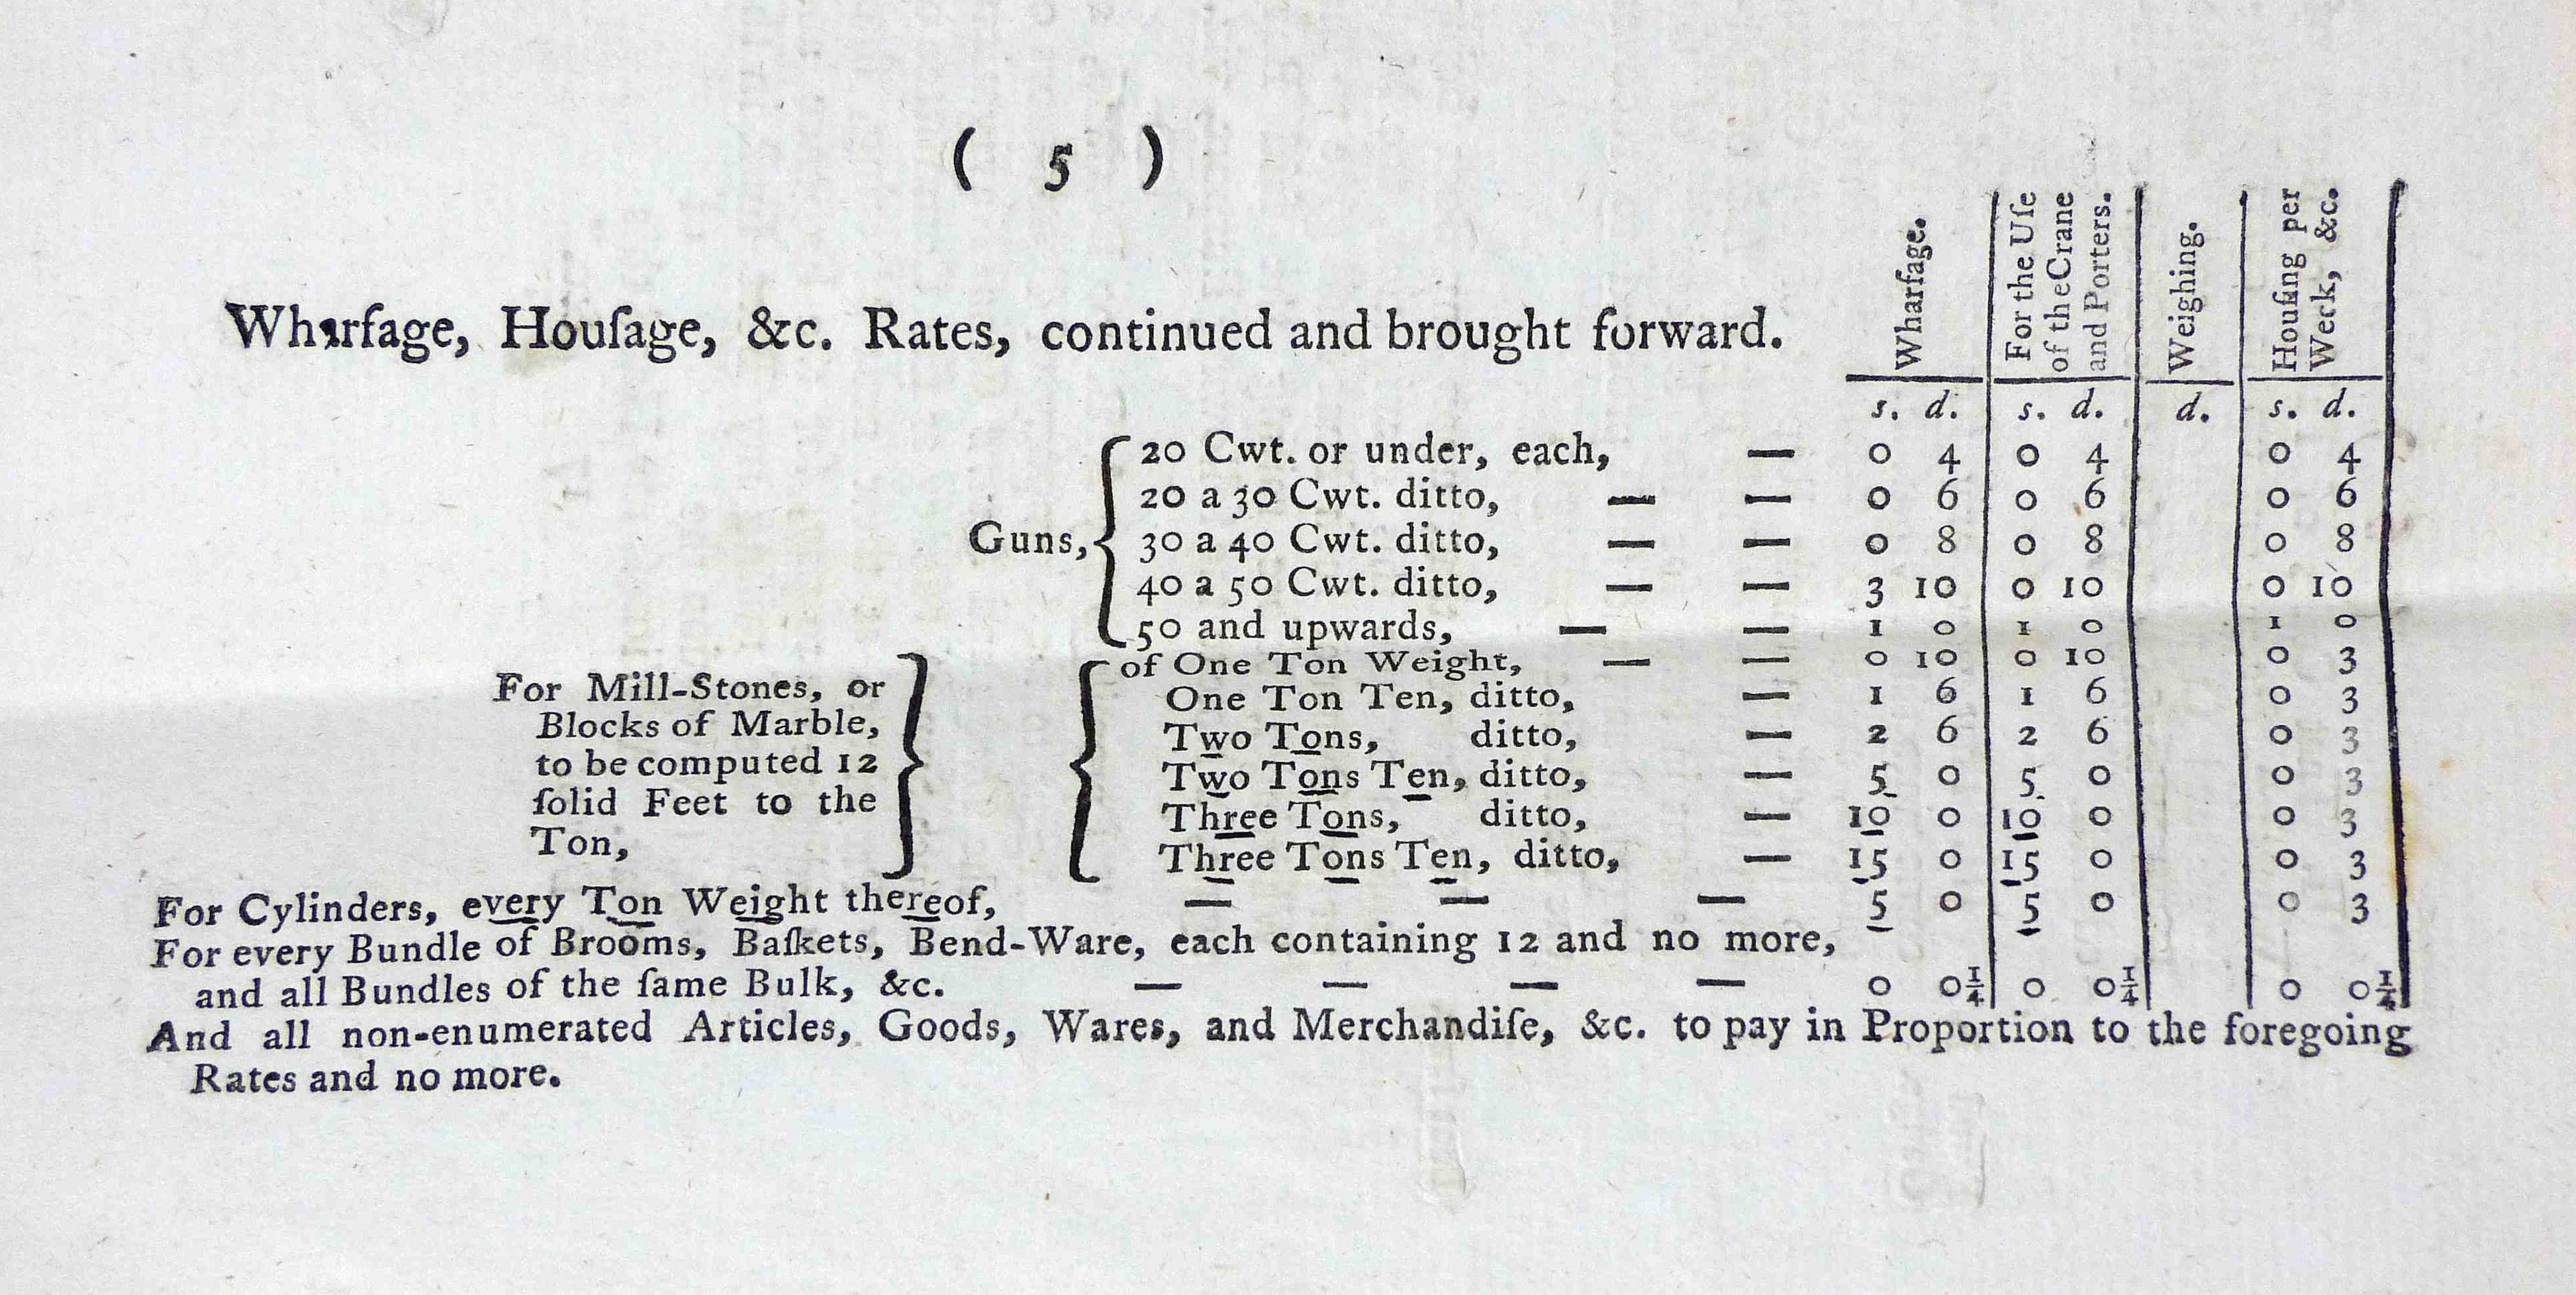 ( 5 )
Wharfage, Houſage, &c. Rates, continued and brought forward.
Wharfage.
For the Uſe
of the Crane
and Porters.
Weighing.
Houſing per
Week, &c.
s. d. s. d. d. s. d.
Guns,
20 Cwt. or under, each, — 0 4 0 4 0 4
20 a 30 Cwt. ditto, — — 0 6 0 6 0 6
30 a 40 Cwt. ditto, — — 0 8 0 8 0 8
40 a 50 Cwt. ditto, — — 3 10 0 10 0 10
50 and upwards, — — 1 0 1 0 1 0
For Mill-Stones, or
Blocks of Marble,
to be computed 12
ſolid Feet to the
Ton,
of One Ton Weight, — — 0 10 0 10 0 3
One Ton Ten, ditto, — 1 6 1 6 0 3
Two Tons, ditto, — 2 6 2 6 0 3
Two Tons Ten, ditto, — 5 0 5 0 0 3
Three Tons, ditto, — 10 0 10 0 0 3
Three Tons Ten, ditto, — 15 0 15 0 0 3
For Cylinders, every Ton Weight thereof, — — — 5 0 5 0 0 3
For every Bundle of Brooms, Baſkets, Bend-Ware, each containing 12 and no more,
and all Bundles of the ſame Bulk, &c. — — — — 0 0¼ 0 0¼ 0 0¼
And all non-enumerated Articles, Goods, Wares, and Merchandiſe, &c. to pay in Proportion to the foregoing
Rates and no more.